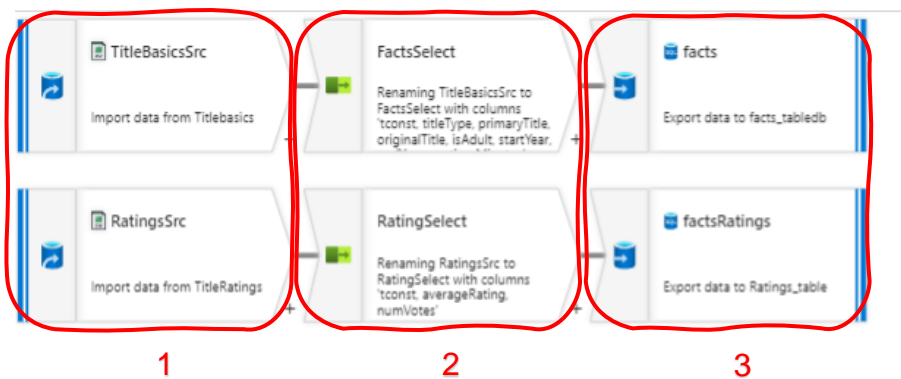 TitleBasicsSrc
Import data from Titlebasics
+
FactsSelect
Renaming TitleBasicsSrc to
FactsSelect with columns
'tconst, titleType, primaryTitle,
originalTitle, isAdult, startYear,
+
facts
Export data to facts_tabledb
RatingsSrc
Import data from TitleRatings
+
RatingSelect
Renaming RatingsSrc to
RatingSelect with columns
'tconst, averageRating,
numVotes'
+
factsRatings
Export data to Ratings_table
1
2
3